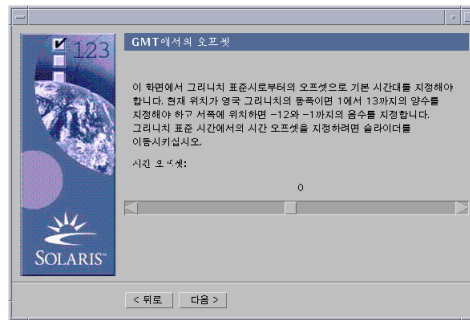 GMT에서의 오프셋
123
이 화면에서 그리니치 표준시로부터의 오프셋으로 기본 시간대를 지정해야
합니다. 현재 위치가 영국 그리니치의 동쪽이면 1에서 13까지의 양수를
지정해야 하고 서쪽에 위치하면 –12와 –1까지의 음수를 지정합니다.
그리니치 표준 시간에서의 시간 오프셋을 지정하려면 슬라이더를
이동시키십시오.
시간 오프셋:
0
SOLARIS™
< 뒤로
다음 >